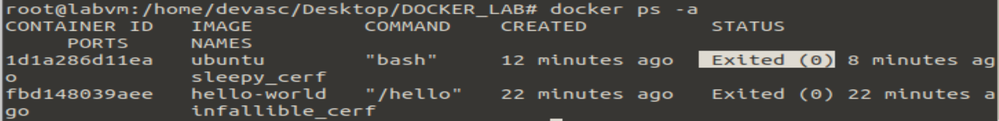 root@labvm:/home/devasc/Desktop/DOCKER_LAB# docker ps -a
CONTAINER ID   IMAGE         COMMAND    CREATED          STATUS
     PORTS     NAMES
1d1a286d11ea   ubuntu        "bash"     12 minutes ago   Exited (0) 8 minutes ag
o              sleepy_cerf
fbd148039aee   hello-world   "/hello"   22 minutes ago   Exited (0) 22 minutes a
go             infallible_cerf